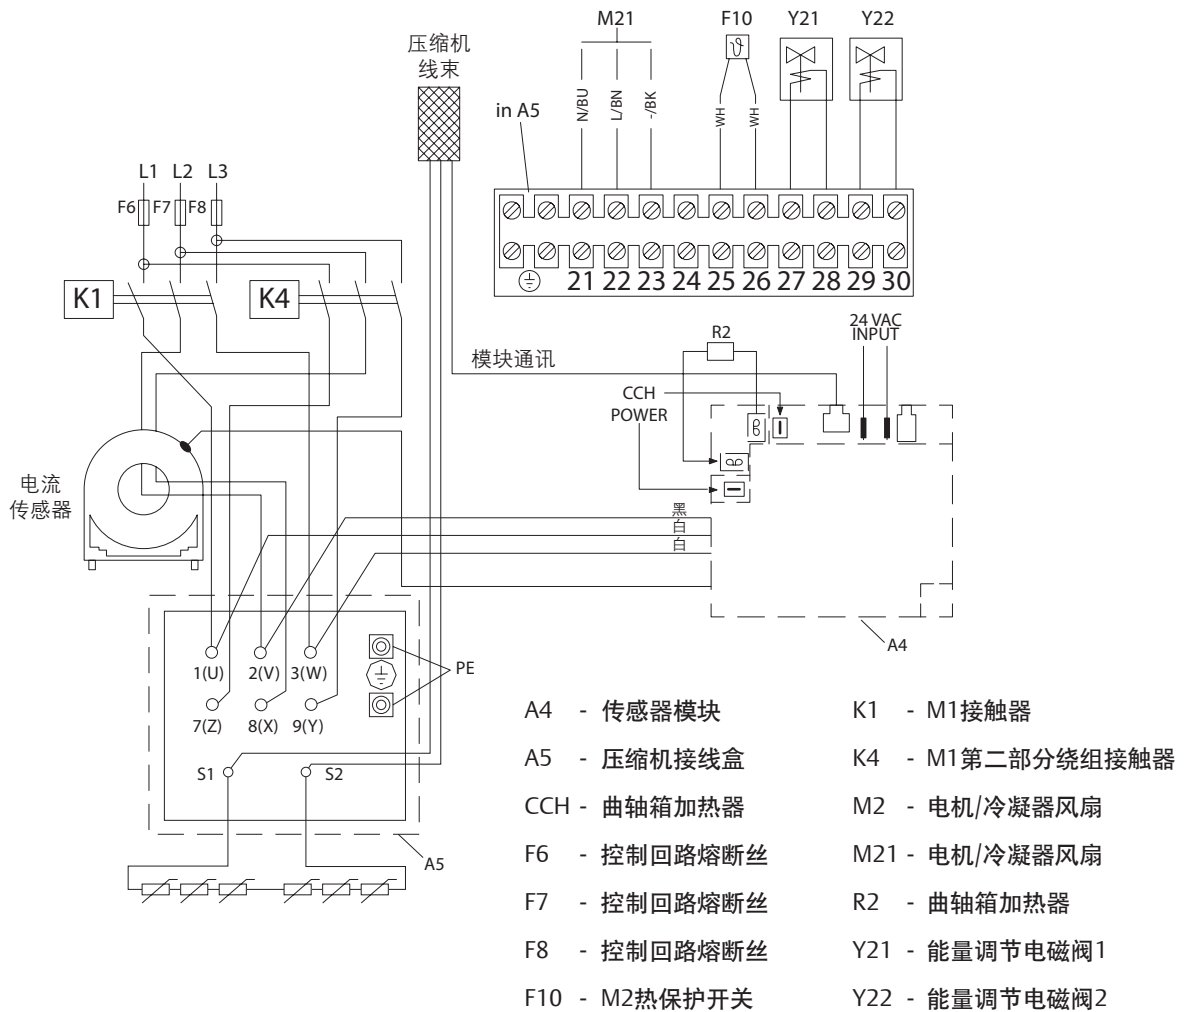 M21
F10
Y21
Y22
压缩机
线束
in A5
N/BU
L/BN
-/BK
WH
WH
L1
L2
L3
F6
F7
F8
21 22 23 24 25 26 27 28 29 30
K1
K4
R2
24 VAC
INPUT
模块通讯
CCH
POWER
电流
传感器
黑
白
白
A4
1(U)
2(V)
3(W)
PE
7(Z)
8(X)
9(Y)
S1
S2
A5
A4 - 传感器模块
A5 - 压缩机接线盒
CCH - 曲轴箱加热器
F6 - 控制回路熔断丝
F7 - 控制回路熔断丝
F8 - 控制回路熔断丝
F10 - M2热保护开关
K1 - M1接触器
K4 - M1第二部分绕组接触器
M2 - 电机/冷凝器风扇
M21 - 电机/冷凝器风扇
R2 - 曲轴箱加热器
Y21 - 能量调节电磁阀1
Y22 - 能量调节电磁阀2